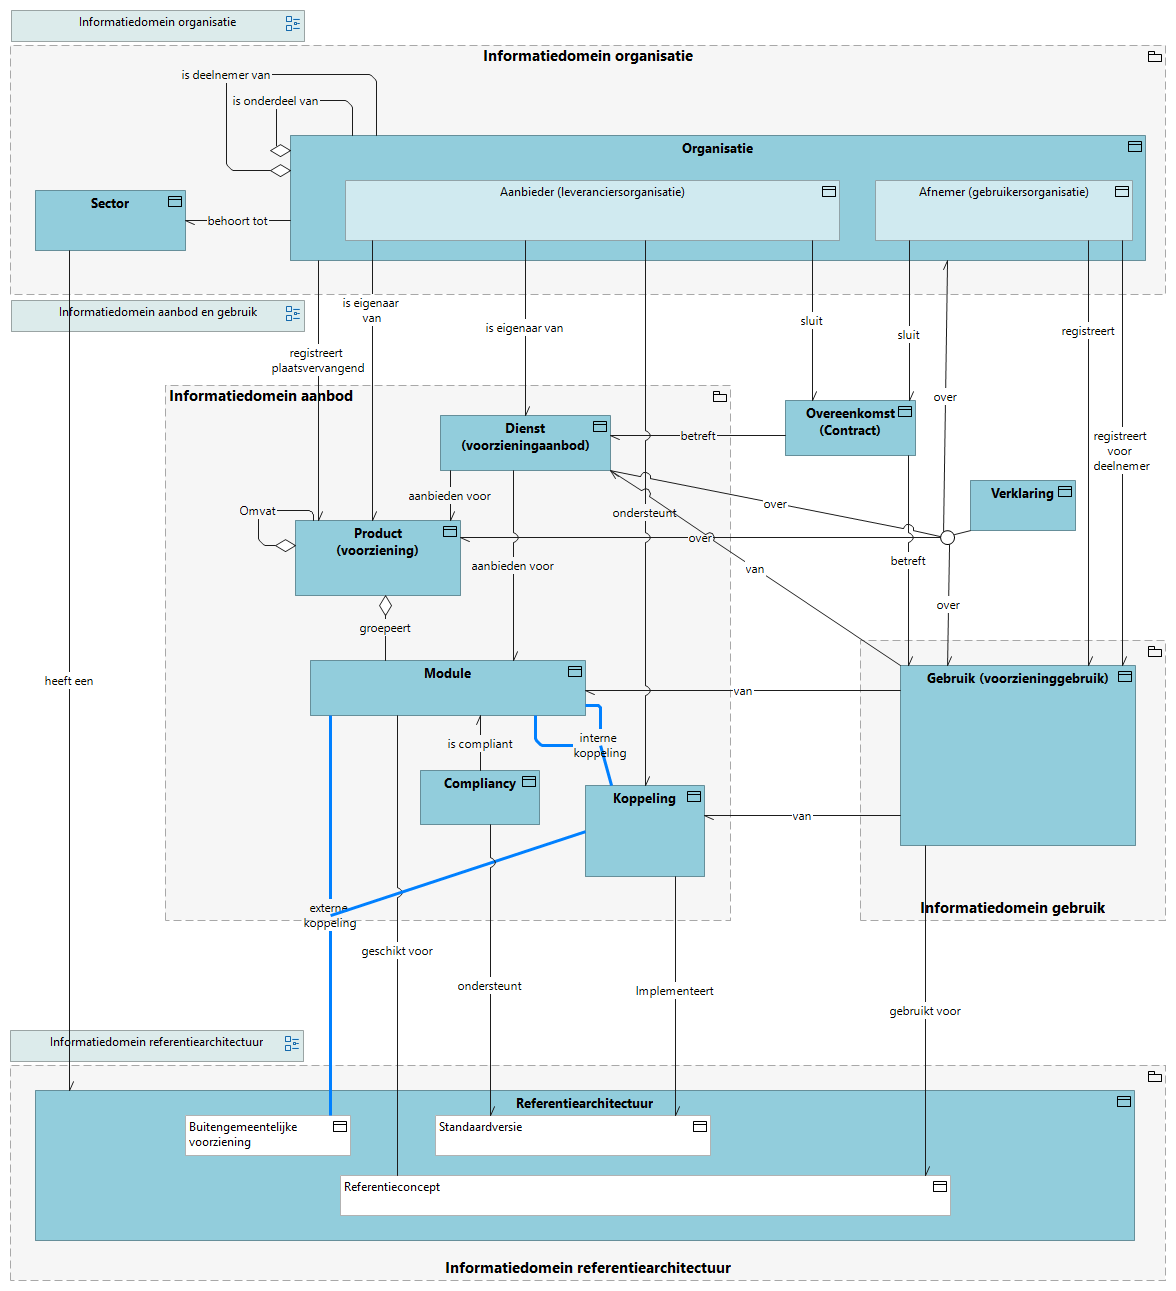 Informatiedomein organisatie
Informatiedomein organisatie
is deelnemer van
is onderdeel van
Organisatie
Aanbieder (leveranciersorganisatie)
Afnemer (gebruikersorganisatie)
Sector
behoort tot
Informatiedomein aanbod en gebruik
is eigenaar
van
is eigenaar van
sluit
sluit
registreert
registreert
plaatsvervangend
Informatiedomein aanbod
over
Dienst
(voorzieningaanbod)
Overeenkomst
(Contract)
betreft
registreert
voor
deelnemer
aanbieden voor
Verklaring
Omvat
ondersteunt
over
Product
(voorziening)
over
aanbieden voor
van
betreft
over
groepeert
Module
Gebruik (voorzieninggebruik)
heeft een
van
is compliant
interne
koppeling
Compliancy
Koppeling
van
externe
koppeling
Informatiedomein gebruik
geschikt voor
ondersteunt
Implementeert
gebruikt voor
Informatiedomein referentiearchitectuur
Referentiearchitectuur
Buitengemeentelijke
voorziening
Standaardversie
Referentieconcept
Informatiedomein referentiearchitectuur